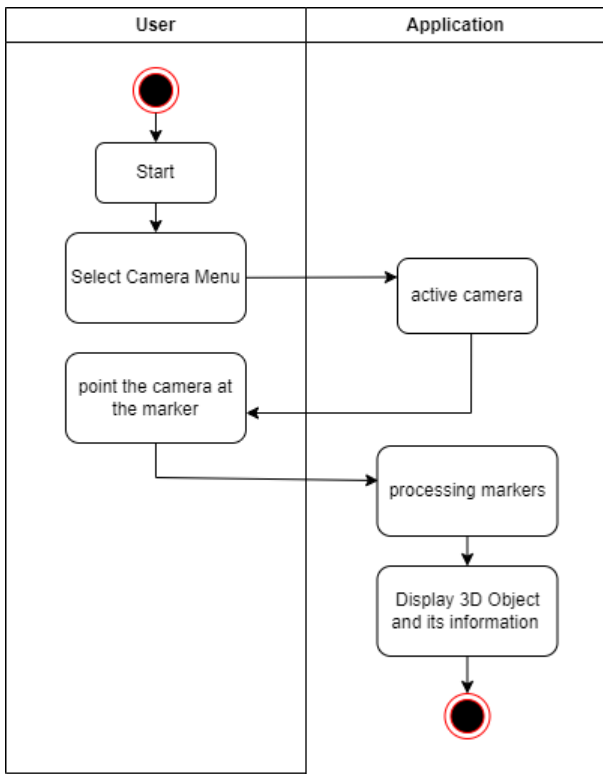 User
Application
Start
Select Camera Menu
active camera
point the camera at
the marker
processing markers
Display 3D Object
and its information